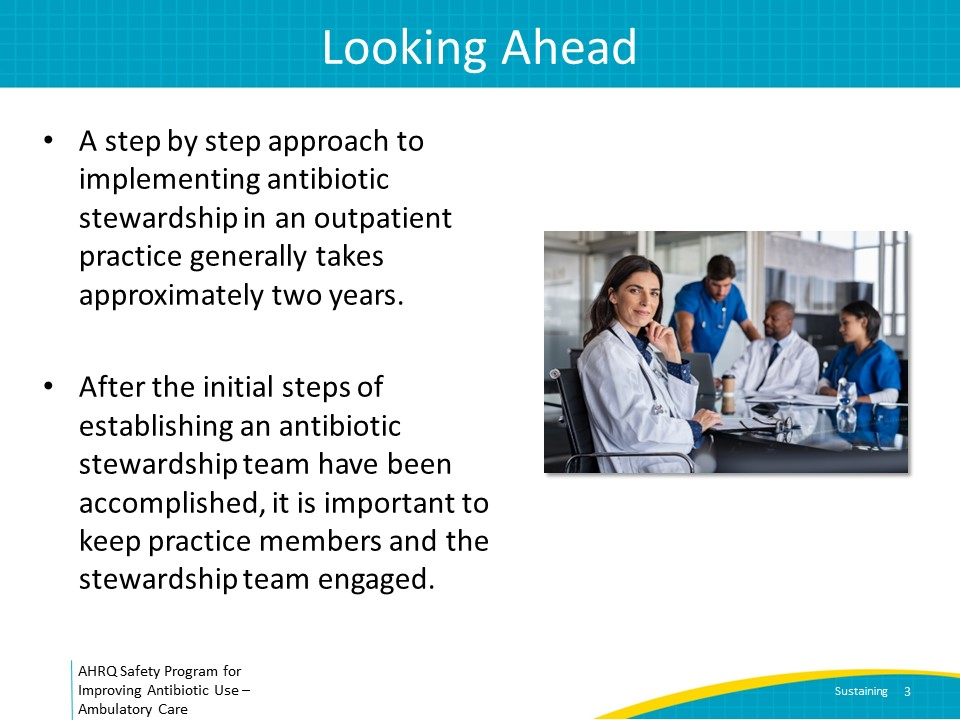 Looking Ahead
• A step by step approach to
implementing antibiotic
stewardship in an outpatient
practice generally takes
approximately two years.
• After the initial steps of
establishing an antibiotic
stewardship team have been
accomplished, it is important to
keep practice members and the
stewardship team engaged.
AHRQ Safety Program for
Improving Antibiotic Use –
Ambulatory Care
Sustaining 3